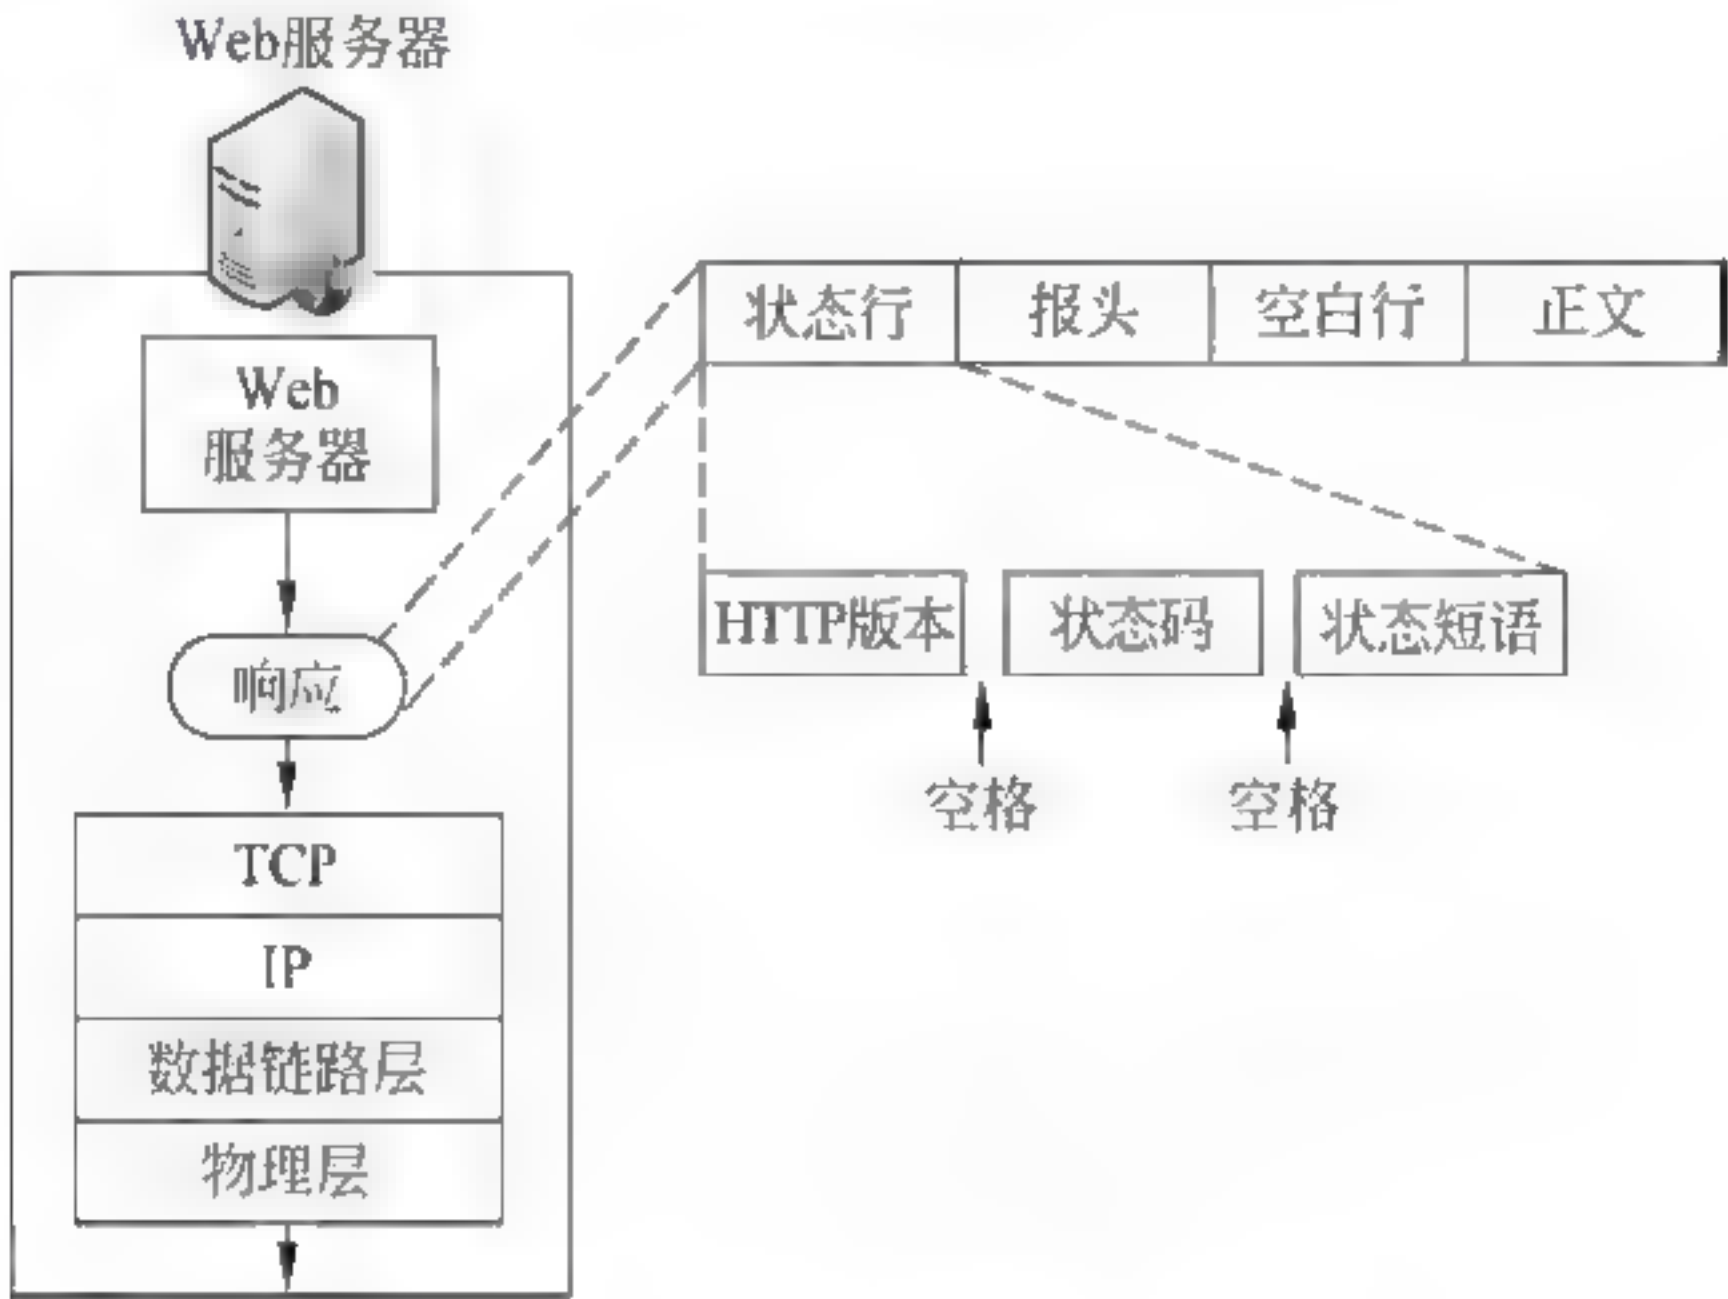 Web服务器
Web
服务器
响应
TCP
IP
数据链路层
物理层
状态行 报头 空白行 正文
HTTP版本 状态码 状态短语
空格 空格